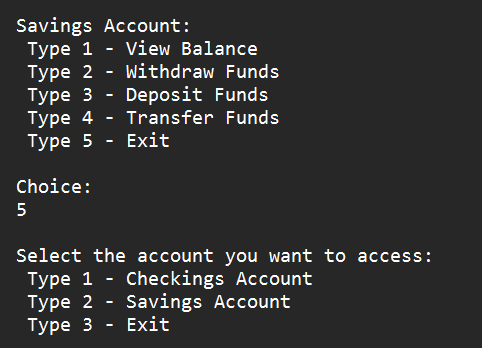 Savings Account:
Type 1 - View Balance
Type 2 - Withdraw Funds
Type 3 - Deposit Funds
Type 4 - Transfer Funds
Type 5 - Exit
Choice:
5
Select the account you want to access:
Type 1 - Checkings Account
Type 2 - Savings Account
Type 3 - Exit